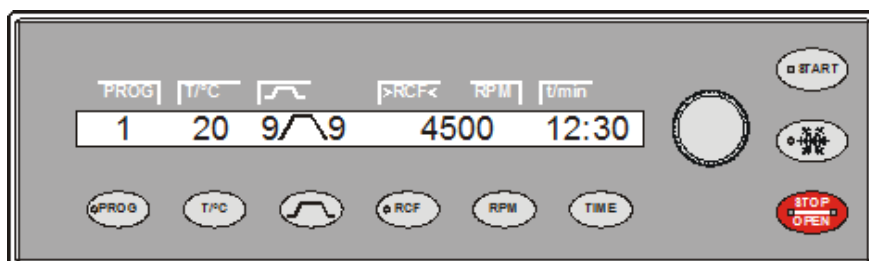 PROG T/°C >RCF< RPM t/min
START
1 20 9 9 4500 12:30
PROG T/°C RCF RPM TIME
STOP
OPEN